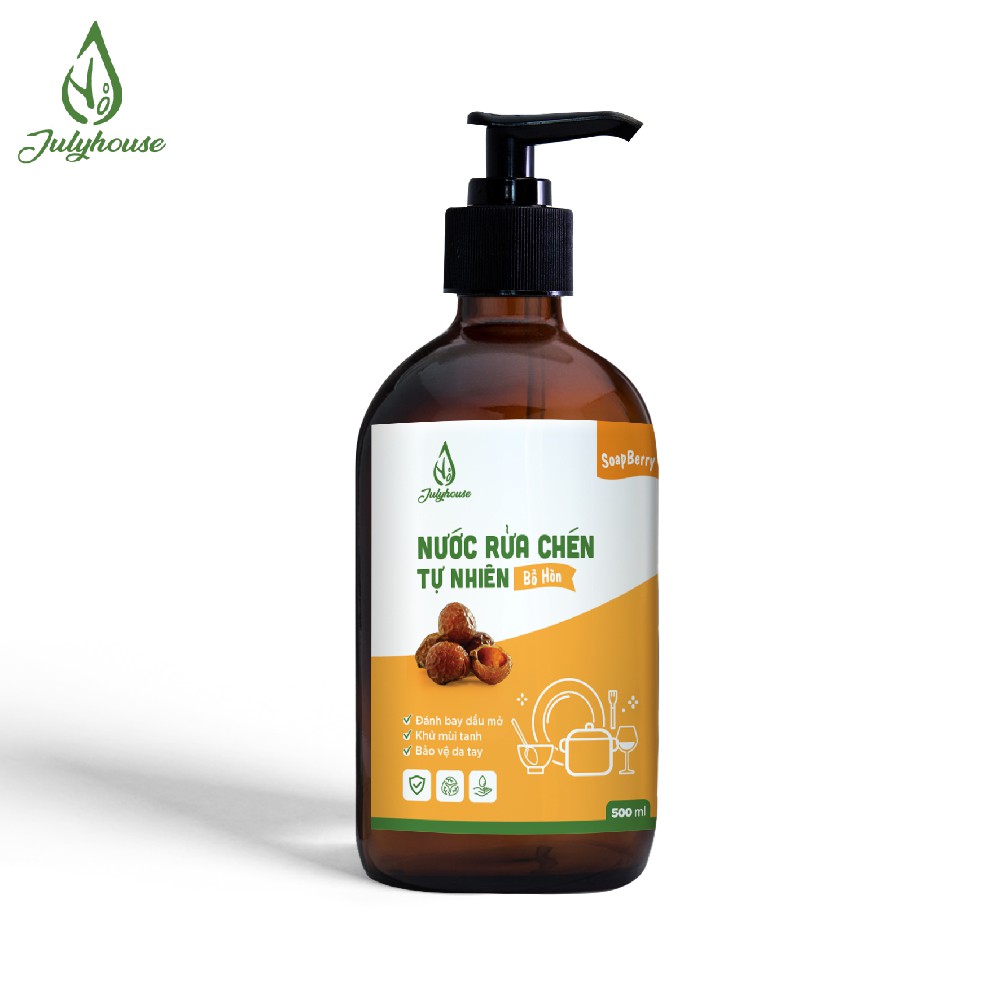 Julyhouse
SoapBerry
Julyhouse
NƯỚC RỬA CHÉN
TỰ NHIÊN Bồ Hòn
Đánh bay dầu mỡ
Khử mùi tanh
Bảo vệ da tay
500 ml